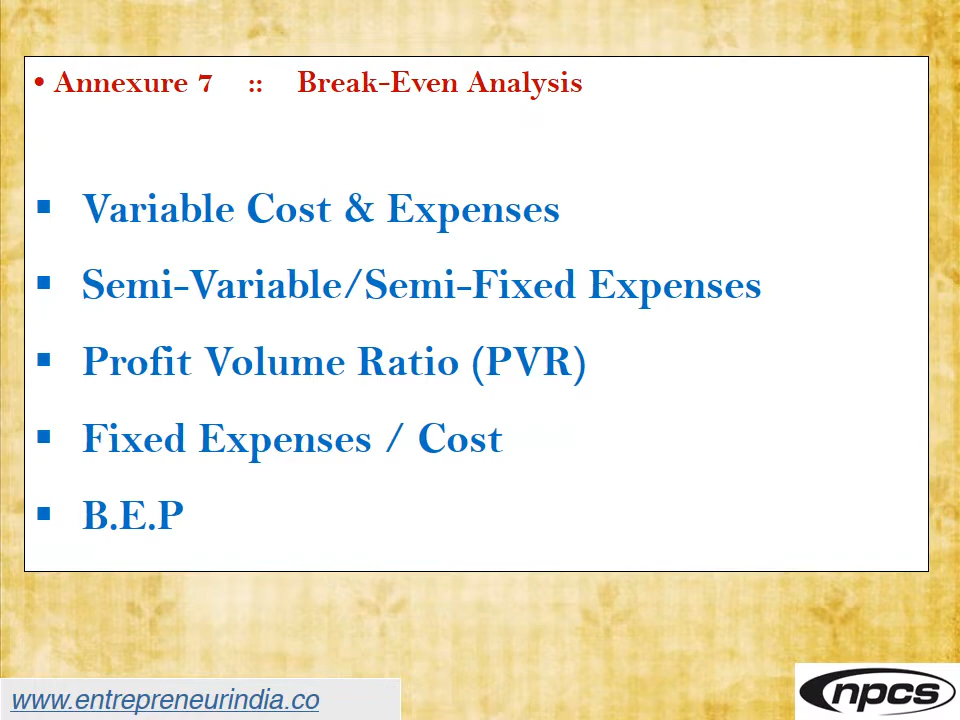 • Annexure 7 :: Break-Even Analysis
▪ Variable Cost & Expenses
▪ Semi-Variable/Semi-Fixed Expenses
▪ Profit Volume Ratio (PVR)
▪ Fixed Expenses / Cost
▪ B.E.P
www.entrepreneurindia.co
npcs